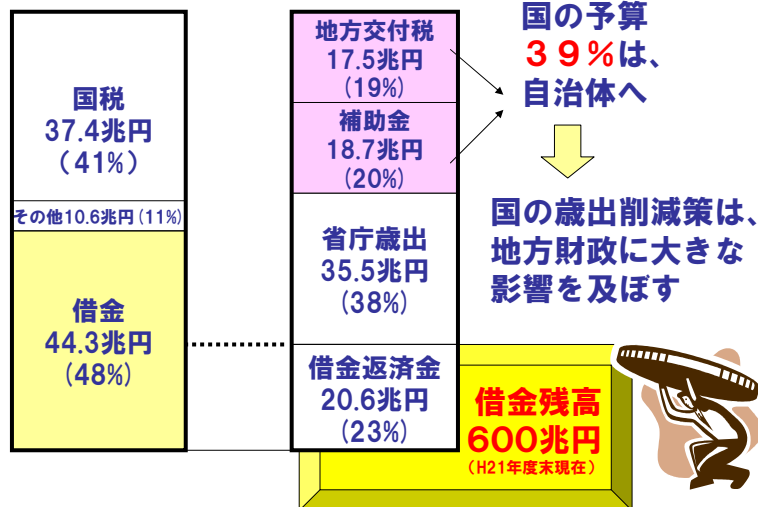 国税
37.4兆円
(41%)
その他10.6兆円(11%)
借金
44.3兆円
(48%)
地方交付税
17.5兆円
(19%)
補助金
18.7兆円
(20%)
省庁歳出
35.5兆円
(38%)
借金返済金
20.6兆円
(23%)
国の予算
39%は、
自治体へ
国の歳出削減策は、
地方財政に大きな
影響を及ぼす
借金残高
600兆円
(H21年度末現在)